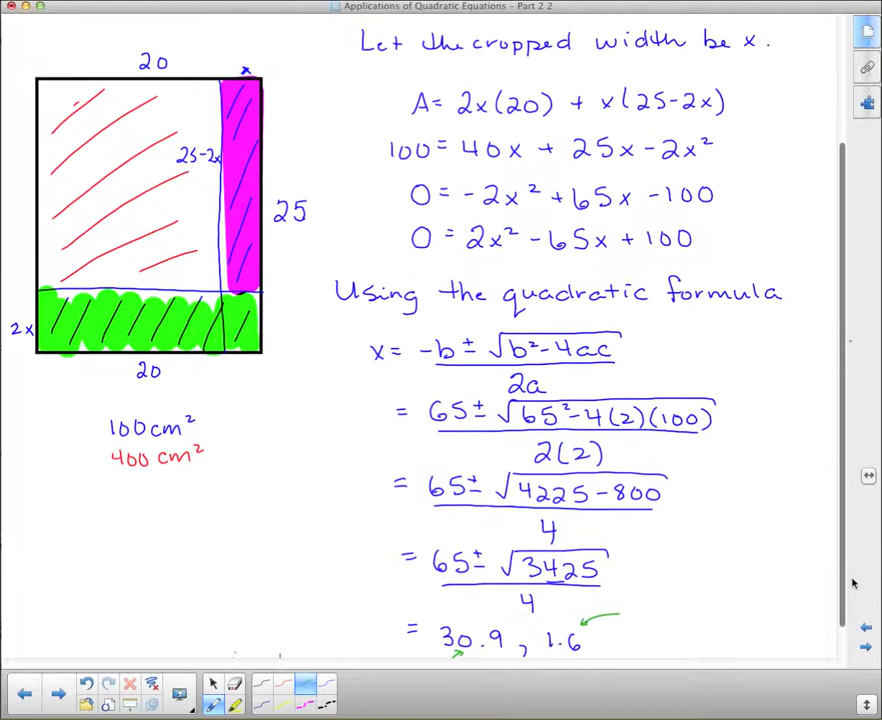 Applications of Quadratic Equations - Part 2 2
Let the cropped width be x.
20
x
25-2x
25
2x
20
100cm²
400 cm²
A= 2x(20) + x(25-2x)
100 = 40x + 25x - 2x²
0 = -2x² + 65x - 100
0 = 2x² - 65x + 100
Using the quadratic formula
x = -b ± √b²-4ac
2a
= 65 ± √65²-4(2)(100)
2(2)
= 65 ± √4225-800
4
= 65 ± √3425
4
= 30.9, 1.6